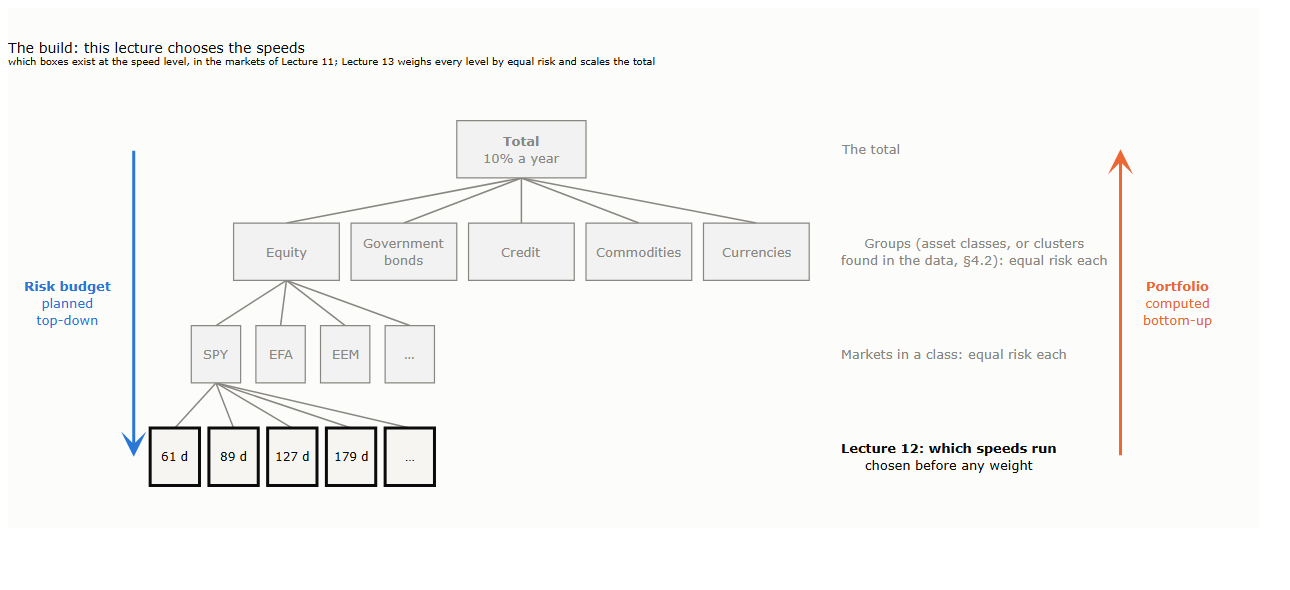 The build: this lecture chooses the speeds
which boxes exist at the speed level, in the markets of Lecture 11; Lecture 13 weighs every level by equal risk and scales the total
Total
10% a year
The total
Equity
Government
bonds
Credit
Commodities
Currencies
Groups (asset classes, or clusters
found in the data, §4.2): equal risk each
Risk budget
planned
top-down
Portfolio
computed
bottom-up
SPY
EFA
EEM
...
Markets in a class: equal risk each
61 d
89 d
127 d
179 d
...
Lecture 12: which speeds run
chosen before any weight